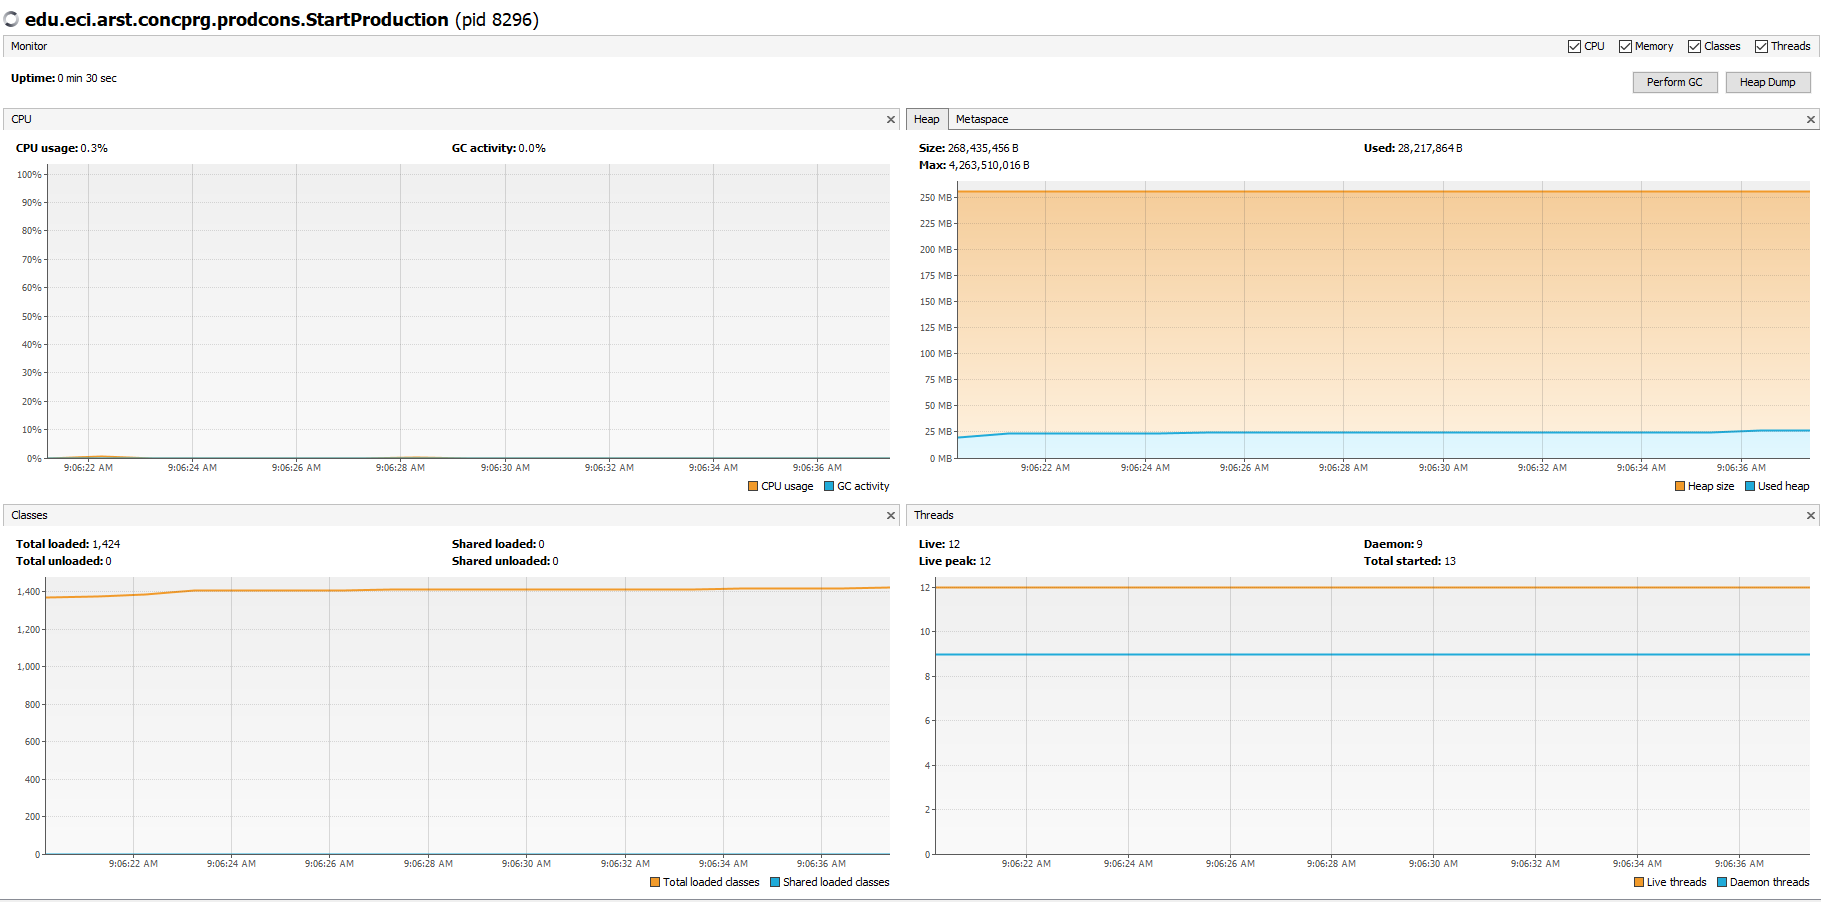 edu.eci.arst.concprg.prodcons.StartProduction (pid 8296)
Monitor
CPU Memory Classes Threads
Uptime: 0 min 30 sec
Perform GC Heap Dump
CPU
CPU usage: 0.3% GC activity: 0.0%
100%
90%
80%
70%
60%
50%
40%
30%
20%
10%
0%
9:06:22 AM 9:06:24 AM 9:06:26 AM 9:06:28 AM 9:06:30 AM 9:06:32 AM 9:06:34 AM 9:06:36 AM
CPU usage GC activity
Heap Metaspace
Size: 268,435,456 B Used: 28,217,864 B
Max: 4,263,510,016 B
250 MB
225 MB
200 MB
175 MB
150 MB
125 MB
100 MB
75 MB
50 MB
25 MB
0 MB
9:06:22 AM 9:06:24 AM 9:06:26 AM 9:06:28 AM 9:06:30 AM 9:06:32 AM 9:06:34 AM 9:06:36 AM
Heap size Used heap
Classes
Total loaded: 1,424 Shared loaded: 0
Total unloaded: 0 Shared unloaded: 0
1,400
1,200
1,000
800
600
400
200
0
9:06:22 AM 9:06:24 AM 9:06:26 AM 9:06:28 AM 9:06:30 AM 9:06:32 AM 9:06:34 AM 9:06:36 AM
Total loaded classes Shared loaded classes
Threads
Live: 12 Daemon: 9
Live peak: 12 Total started: 13
12
10
8
6
4
2
0
9:06:22 AM 9:06:24 AM 9:06:26 AM 9:06:28 AM 9:06:30 AM 9:06:32 AM 9:06:34 AM 9:06:36 AM
Live threads Daemon threads